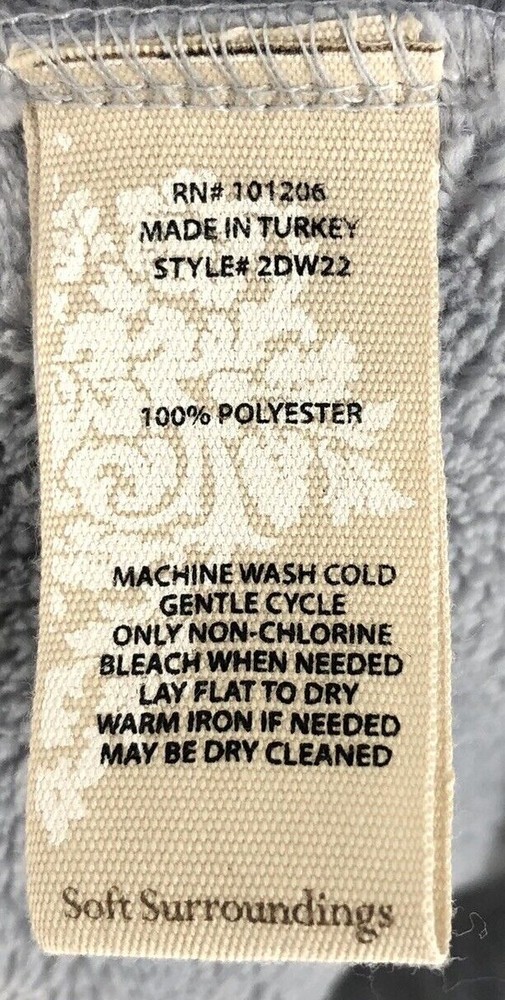 RN# 101206
MADE IN TURKEY
STYLE# 2DW22
100% POLYESTER
MACHINE WASH COLD
GENTLE CYCLE
ONLY NON-CHLORINE
BLEACH WHEN NEEDED
LAY FLAT TO DRY
WARM IRON IF NEEDED
MAY BE DRY CLEANED
Soft Surroundings